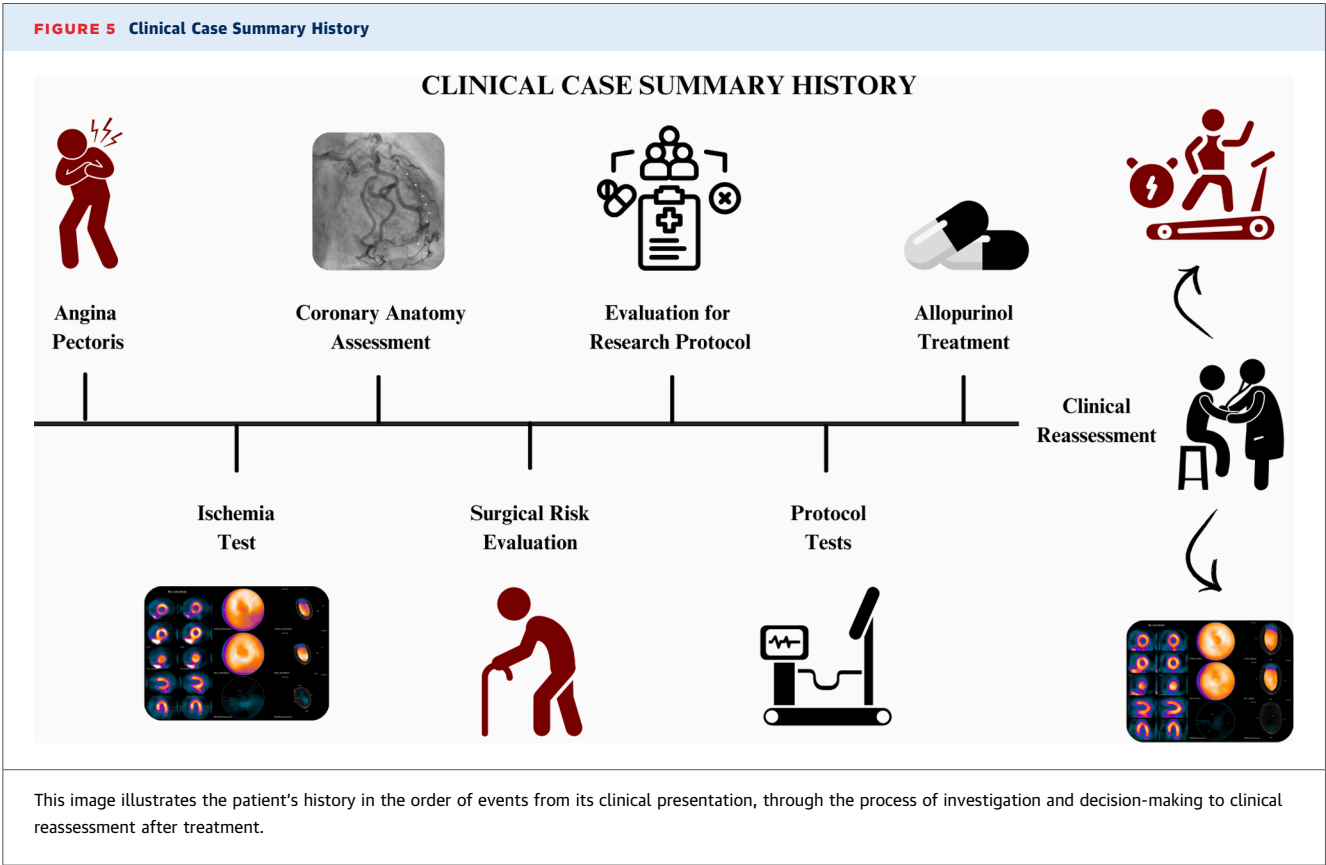 FIGURE 5 Clinical Case Summary History
CLINICAL CASE SUMMARY HISTORY
Angina
Pectoris
Coronary Anatomy
Assessment
Evaluation for
Research Protocol
Allopurinol
Treatment
Clinical
Reassessment
Ischemia
Test
Surgical Risk
Evaluation
Protocol
Tests
This image illustrates the patient's history in the order of events from its clinical presentation, through the process of investigation and decision-making to clinical
reassessment after treatment.